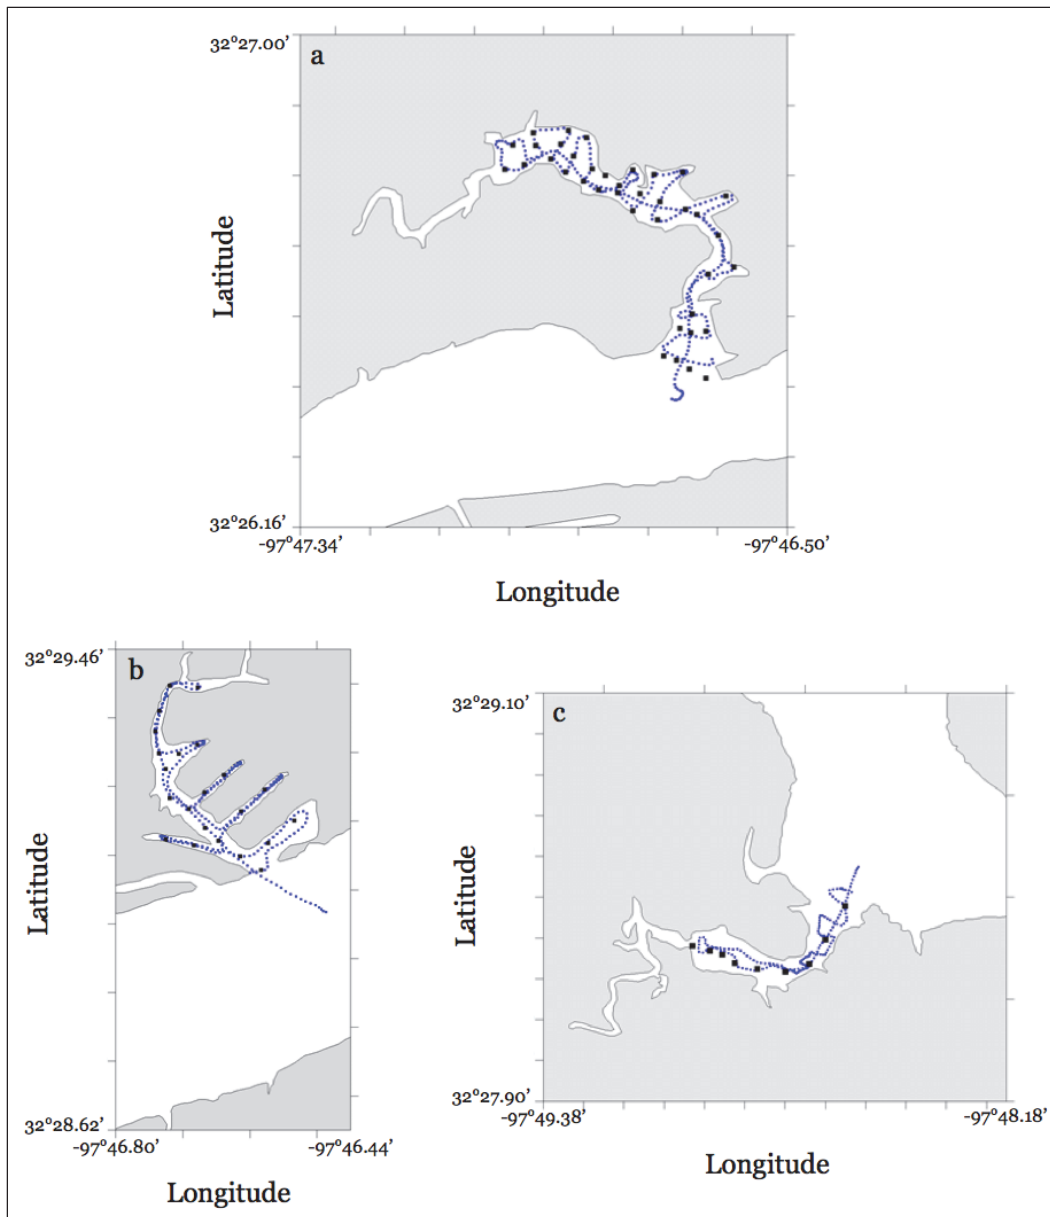 32°27.00'
a
Latitude
32°26.16'
-97°47.34'
-97°46.50'
Longitude
32°29.46'
b
Latitude
32°28.62'
-97°46.80'
-97°46.44'
Longitude
32°29.10'
c
Latitude
32°27.90'
-97°49.38'
-97°48.18'
Longitude